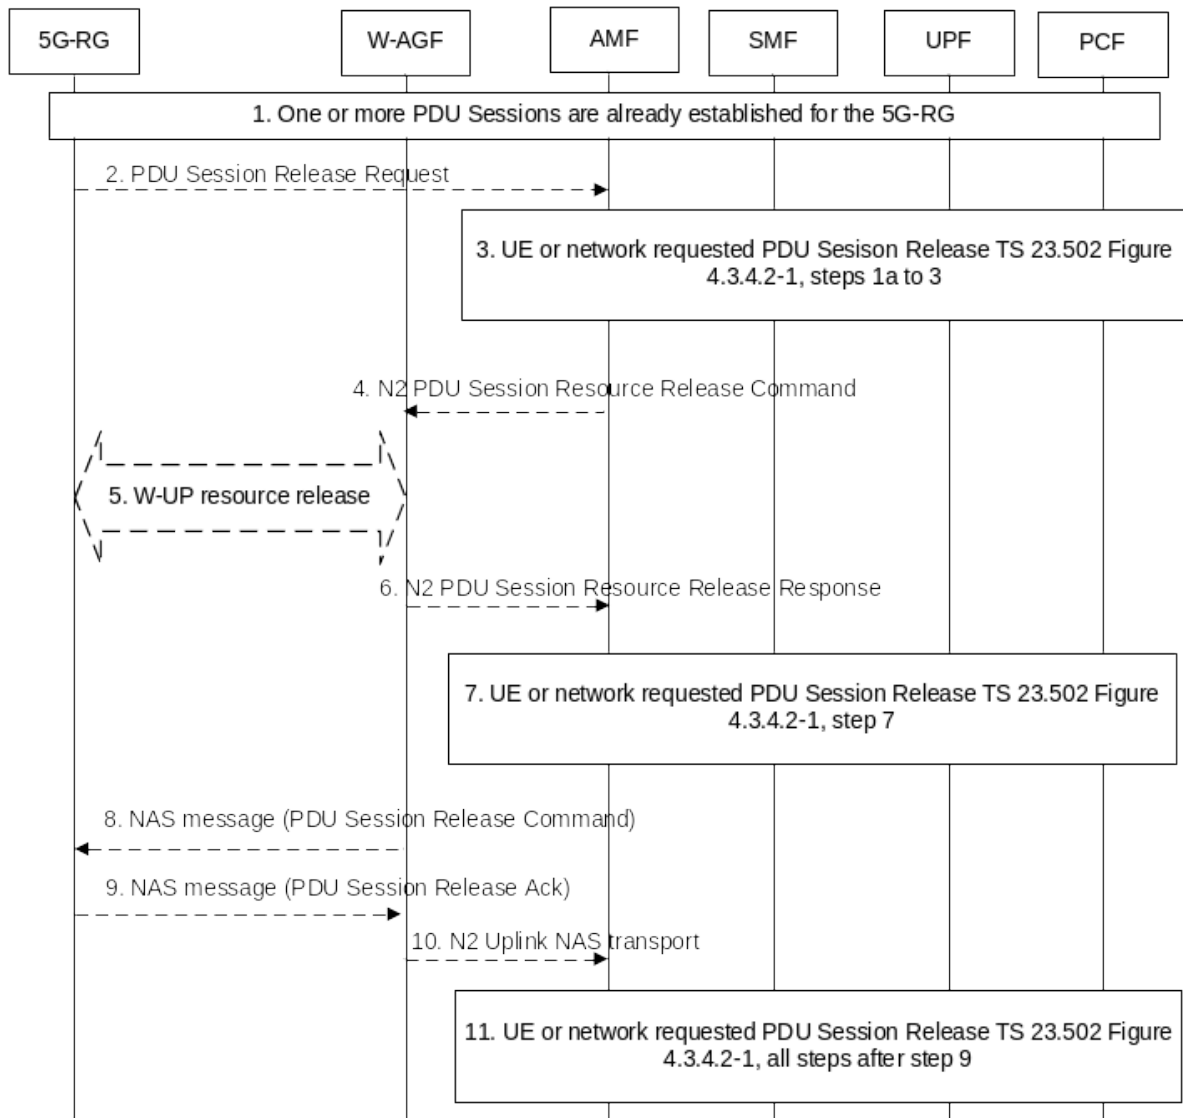 5G-RG W-AGF AMF SMF UPF PCF
1. One or more PDU Sessions are already established for the 5G-RG
2. PDU Session Release Request
3. UE or network requested PDU Sesison Release TS 23.502 Figure
4.3.4.2-1, steps 1a to 3
4. N2 PDU Session Resource Release Command
5. W-UP resource release
6. N2 PDU Session Resource Release Response
7. UE or network requested PDU Session Release TS 23.502 Figure
4.3.4.2-1, step 7
8. NAS message (PDU Session Release Command)
9. NAS message (PDU Session Release Ack)
10. N2 Uplink NAS transport
11. UE or network requested PDU Session Release TS 23.502 Figure
4.3.4.2-1, all steps after step 9